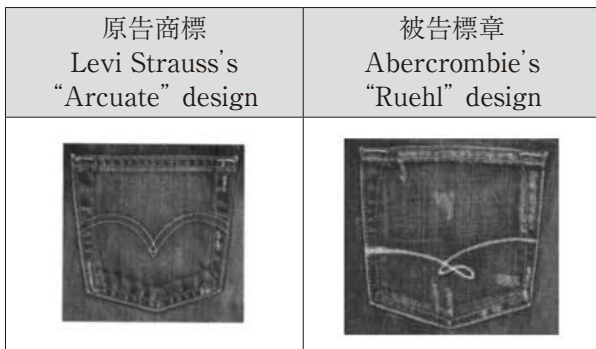 原告商標
Levi Strauss's
“Arcuate” design
被告標章
Abercrombie's
“Ruehl” design